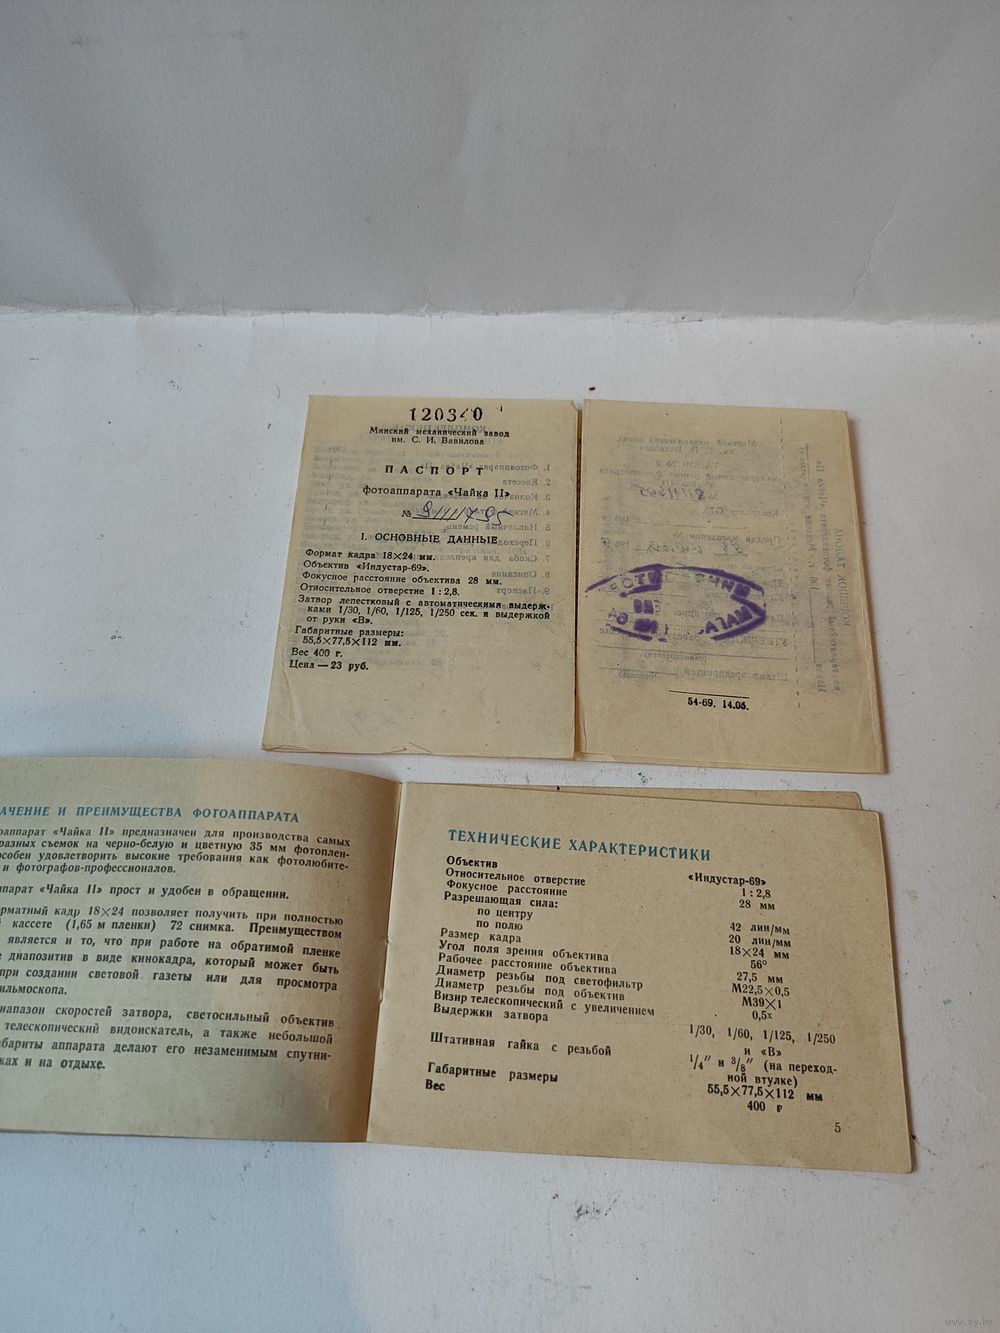 Минский механический завод
им. С. И. Вавилова
ПАСПОРТ
фотоаппарата «Чайка II»
№
I. ОСНОВНЫЕ ДАННЫЕ
Формат кадра 18×24 мм.
Объектив «Индустар-69».
Фокусное расстояние объектива 28 мм.
Относительное отверстие 1 : 2,8.
Затвор лепестковый с автоматическими выдерж-
ками 1/30, 1/60, 1/125, 1/250 сек. и выдержкой
от руки «В».
Габаритные размеры:
55,5×77,5×112 мм.
Вес 400 г.
Цена — 23 руб.
54-69. 14.05.
АЧЕНИЕ И ПРЕИМУЩЕСТВА ФОТОАППАРАТА
оаппарат «Чайка II» предназначен для производства самых
разных съемок на черно-белую и цветную 35 мм фотоплен-
особен удовлетворить высокие требования как фотолюбите-
и фотографов-профессионалов.
парат «Чайка II» прост и удобен в обращении.
рматный кадр 18×24 позволяет получить при полностью
кассете (1,65 м пленки) 72 снимка. Преимуществом
является и то, что при работе на обратимой пленке
диапозитив в виде кинокадра, который может быть
при создании световой газеты или для просмотра
ильмоскопа.
иапазон скоростей затвора, светосильный объектив
телескопический видоискатель, а также небольшой
абариты аппарата делают его незаменимым спутни-
ках и на отдыхе.
ТЕХНИЧЕСКИЕ ХАРАКТЕРИСТИКИ
Объектив «Индустар-69»
Относительное отверстие 1 : 2,8
Фокусное расстояние 28 мм
Разрешающая сила:
по центру 42 лин/мм
по полю 20 лин/мм
Размер кадра 18×24 мм
Угол поля зрения объектива 56°
Рабочее расстояние объектива 27,5 мм
Диаметр резьбы под светофильтр М22,5×0,5
Диаметр резьбы под объектив М39×1
Визир телескопический с увеличением 0,5×
Выдержки затвора 1/30, 1/60, 1/125, 1/250
и «В»
Штативная гайка с резьбой 1/4″ и 3/8″ (на переход-
ной втулке)
Габаритные размеры 55,5×77,5×112 мм
Вес 400 г
5
www.ay.by